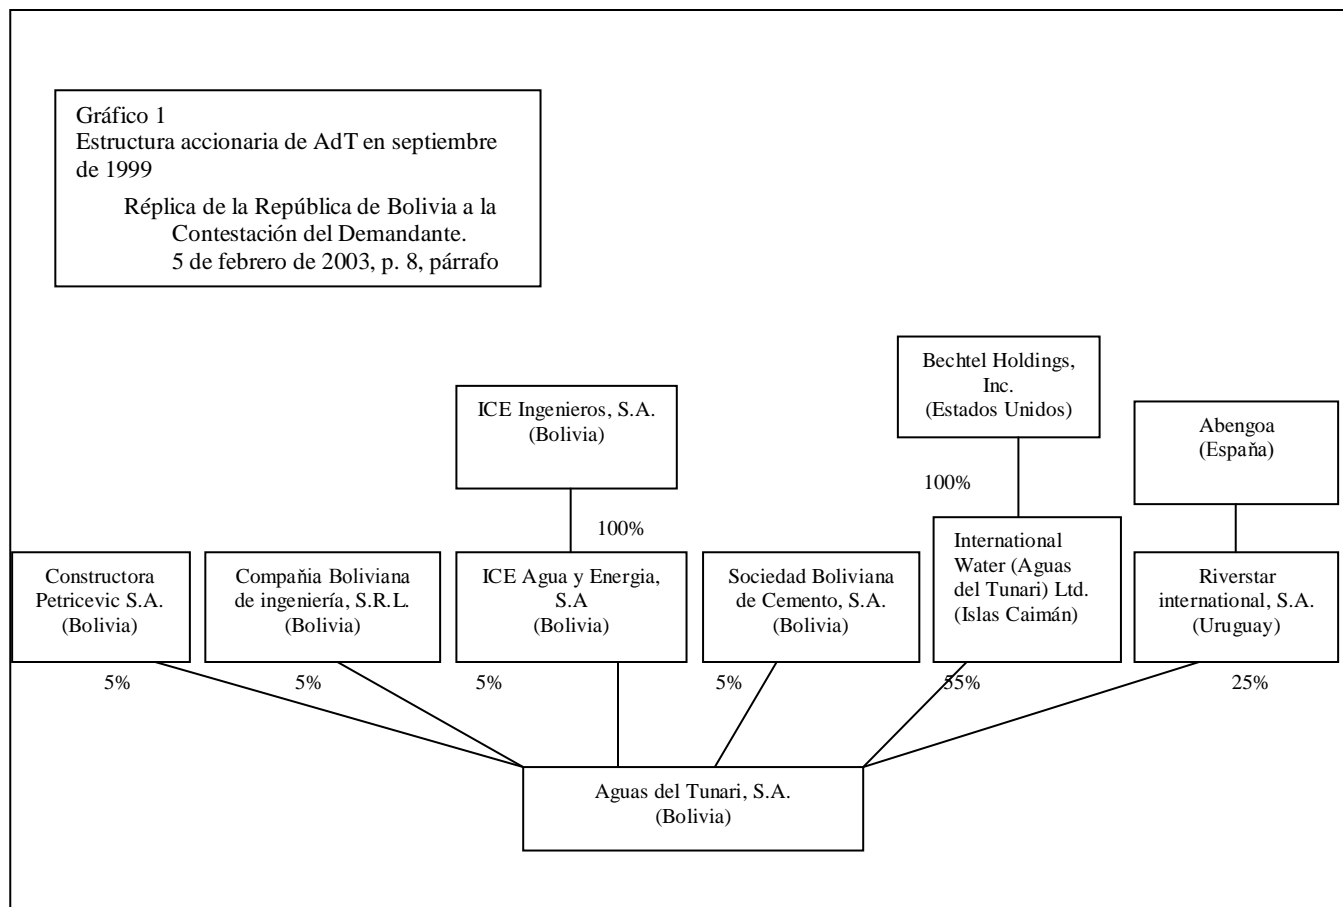 Gráfico 1
Estructura accionaria de AdT en septiembre
de 1999
Réplica de la República de Bolivia a la
Contestación del Demandante.
5 de febrero de 2003, p. 8, párrafo
Bechtel Holdings,
Inc.
(Estados Unidos)
ICE Ingenieros, S.A.
(Bolivia)
Abengoa
(España)
100%
100%
Constructora
Petricevic S.A.
(Bolivia)
Compañia Boliviana
de ingeniería, S.R.L.
(Bolivia)
ICE Agua y Energia,
S.A
(Bolivia)
Sociedad Boliviana
de Cemento, S.A.
(Bolivia)
International
Water (Aguas
del Tunari) Ltd.
(Islas Caimán)
Riverstar
international, S.A.
(Uruguay)
5%
5%
5%
5%
55%
25%
Aguas del Tunari, S.A.
(Bolivia)